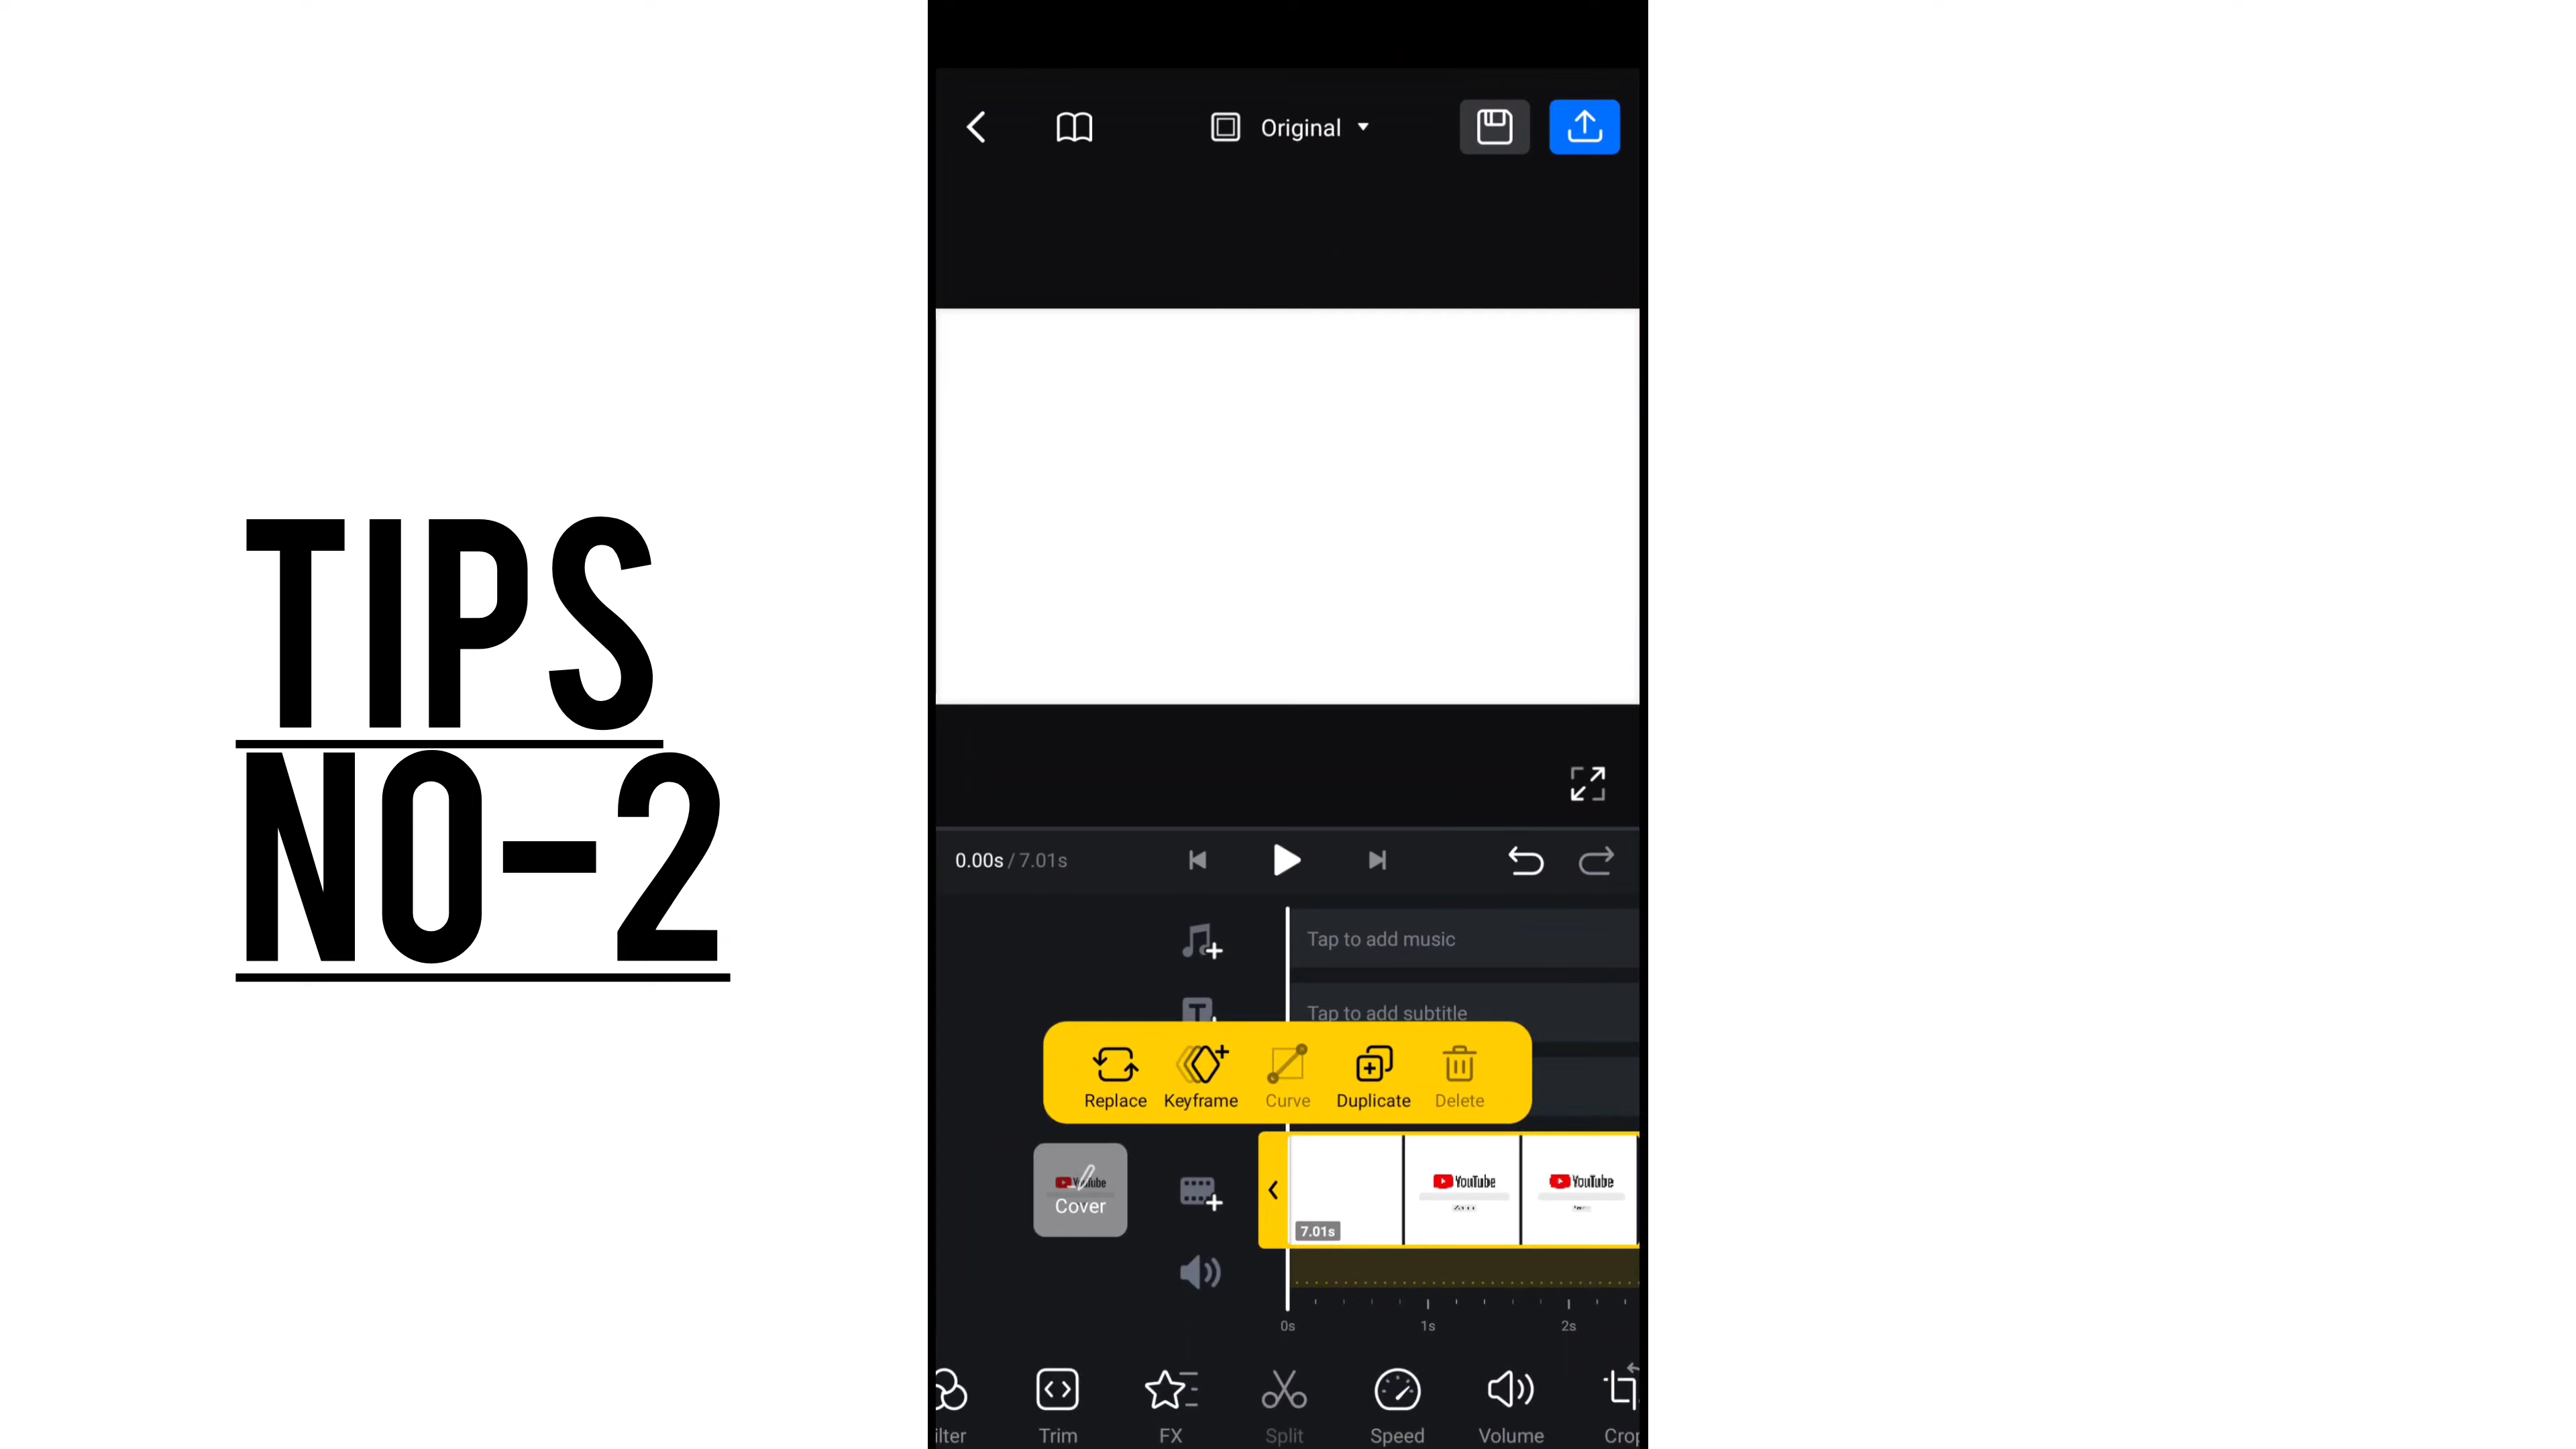 TIPS
NO-2
Original
0.00s / 7.01s
Tap to add music
Tap to add subtitle
Replace Keyframe Curve Duplicate Delete
YouTube
Cover
YouTube
YouTube
7.01s
0s 1s 2s
ilter Trim FX Split Speed Volume Crop